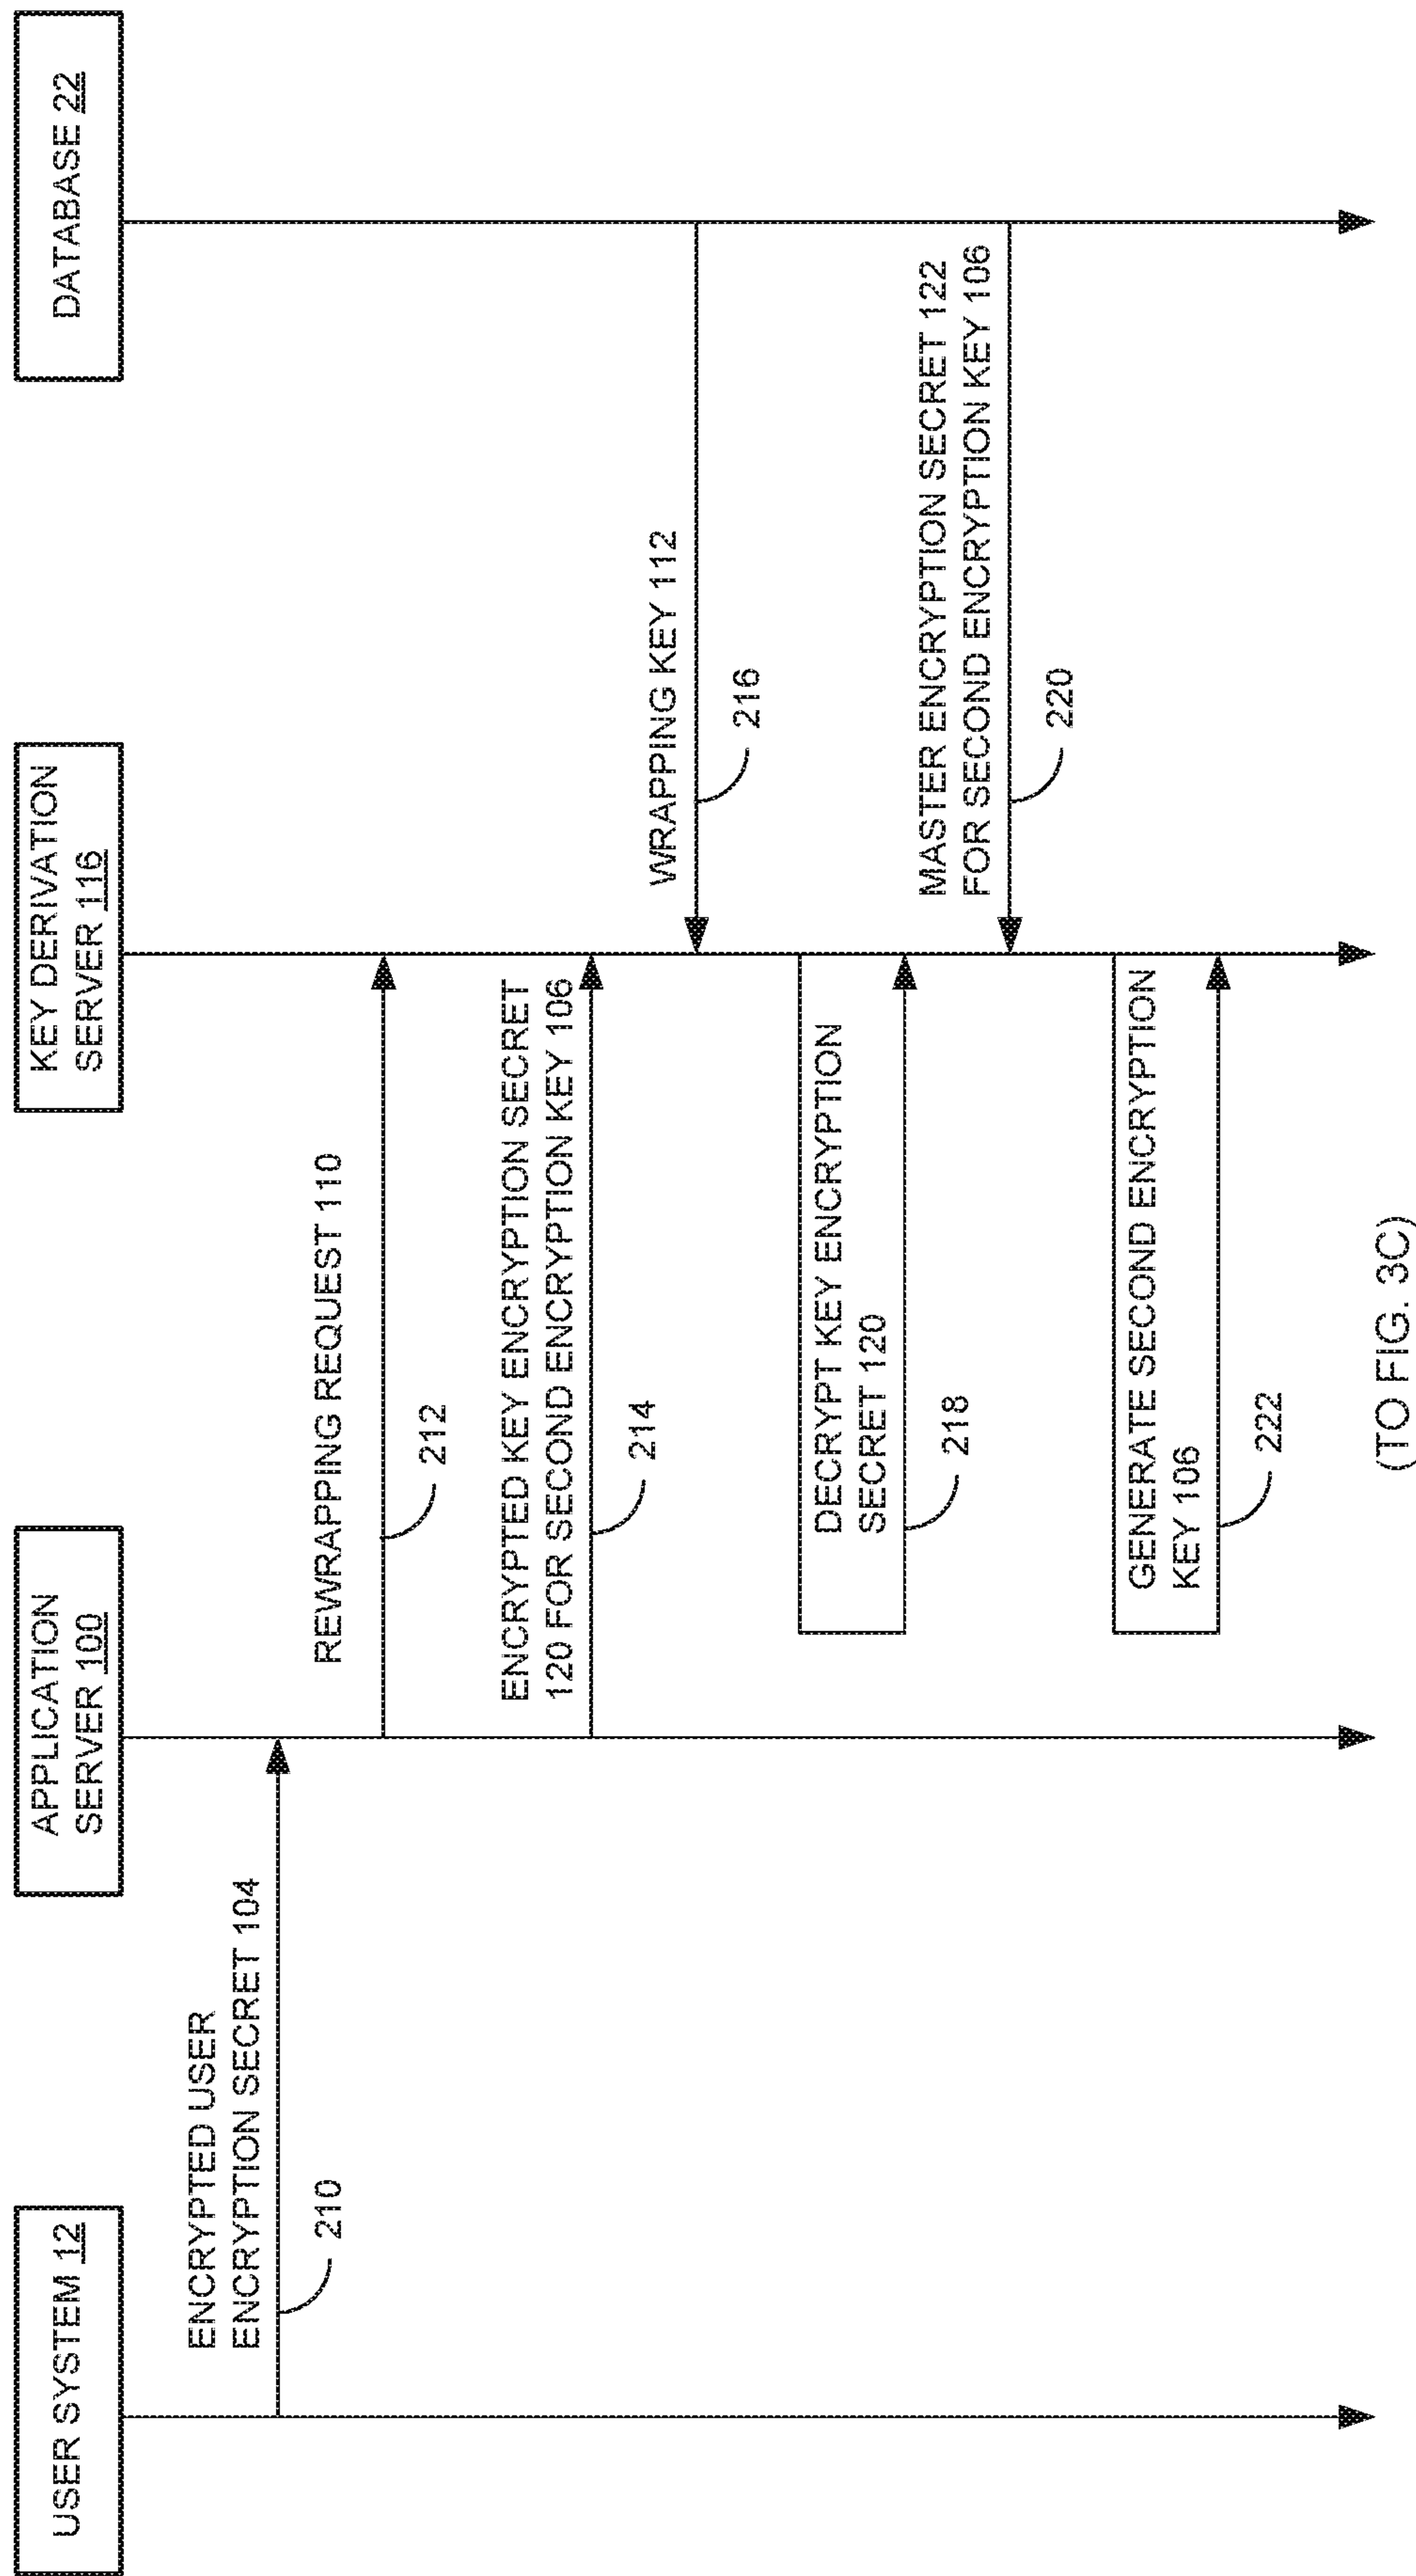 USER SYSTEM 12
APPLICATION
SERVER 100
KEY DERIVATION
SERVER 116
DATABASE 22
ENCRYPTED USER
ENCRYPTION SECRET 104
210
REWRAPPING REQUEST 110
212
ENCRYPTED KEY ENCRYPTION SECRET
120 FOR SECOND ENCRYPTION KEY 106
214
WRAPPING KEY 112
216
DECRYPT KEY ENCRYPTION
SECRET 120
218
MASTER ENCRYPTION SECRET 122
FOR SECOND ENCRYPTION KEY 106
220
GENERATE SECOND ENCRYPTION
KEY 106
222
(TO FIG. 3C)